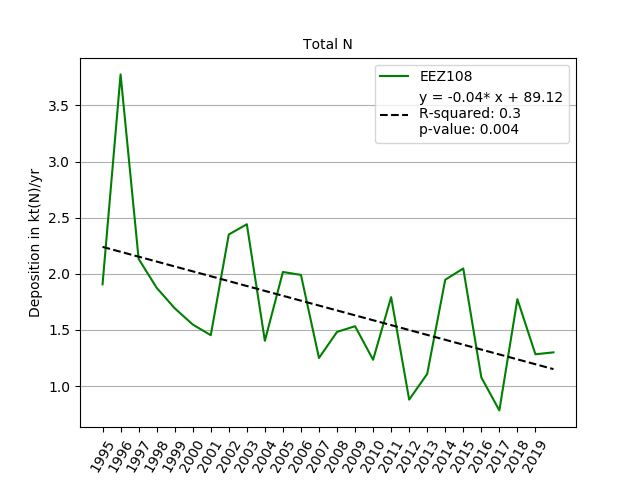 Total N
EEZ108
y = -0.04* x + 89.12
R-squared: 0.3
p-value: 0.004
Deposition in kt(N)/yr
3.5
3.0
2.5
2.0
1.5
1.0
1995 1996 1997 1998 1999 2000 2001 2002 2003 2004 2005 2006 2007 2008 2009 2010 2011 2012 2013 2014 2015 2016 2017 2018 2019